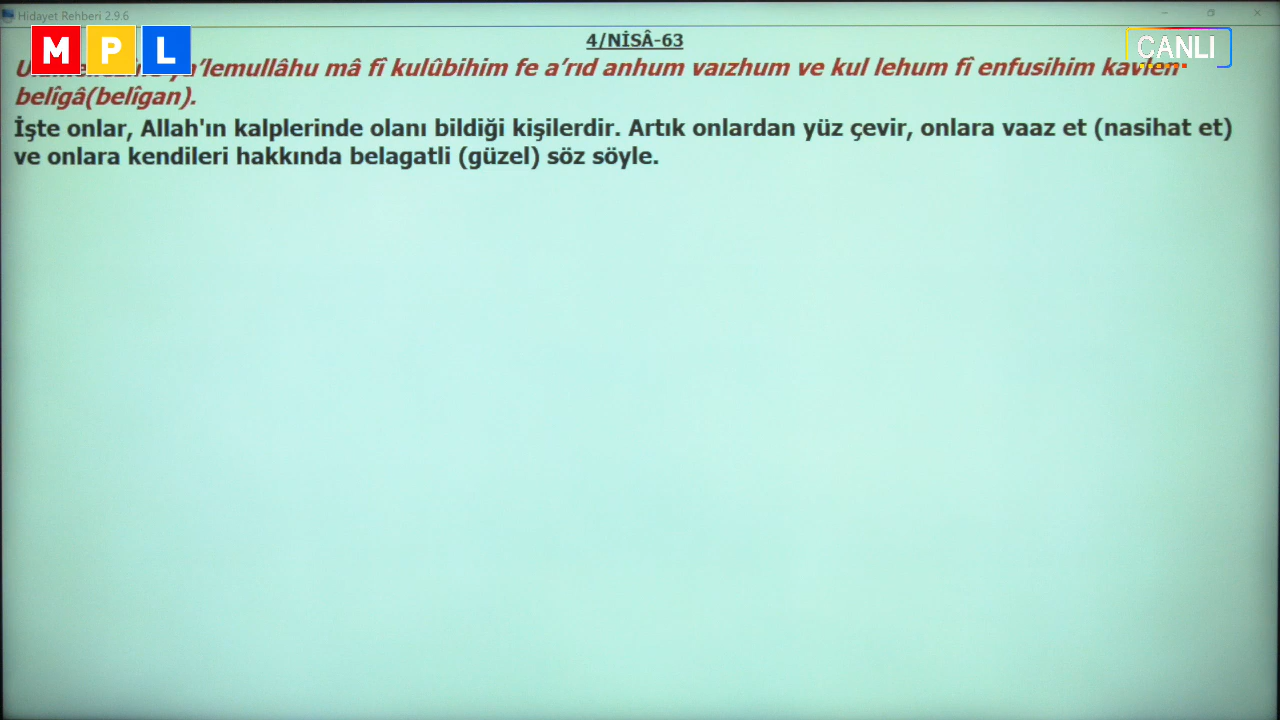 Hidayet Rehberi 2.9.6
M P L
CANLI
4/NİSÂ-63
ya’lemullâhu mâ fî kulûbihim fe a’rıd anhum vaızhum ve kul lehum fî enfusihim kavlen
belîgâ(belîgan).
İşte onlar, Allah'ın kalplerinde olanı bildiği kişilerdir. Artık onlardan yüz çevir, onlara vaaz et (nasihat et)
ve onlara kendileri hakkında belagatli (güzel) söz söyle.